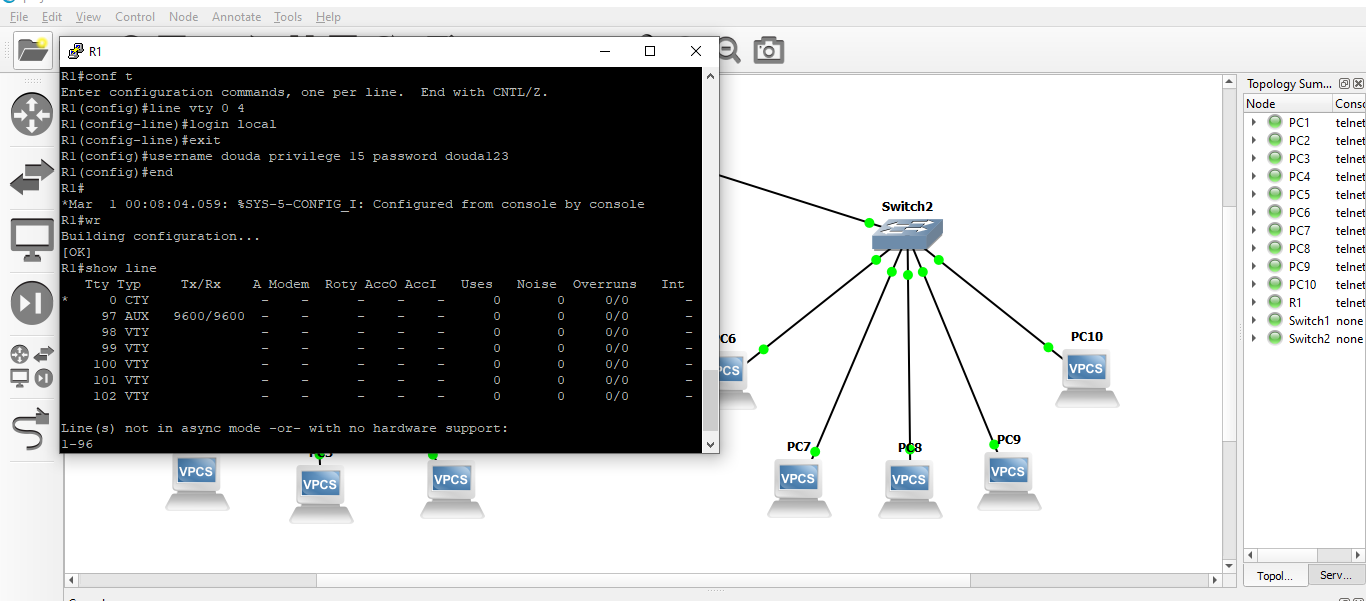 File Edit View Control Node Annotate Tools Help
R1
R1#conf t
Enter configuration commands, one per line.  End with CNTL/Z.
R1(config)#line vty 0 4
R1(config-line)#login local
R1(config-line)#exit
R1(config)#username douda privilege 15 password douda123
R1(config)#end
R1#
*Mar  1 00:08:04.059: %SYS-5-CONFIG_I: Configured from console by console
R1#wr
Building configuration...
[OK]
R1#show line
   Tty Typ     Tx/Rx    A Modem  Roty AccO AccI   Uses   Noise  Overruns   Int
*    0 CTY              -    -      -    -    -      0       0     0/0       -
    97 AUX   9600/9600  -    -      -    -    -      0       0     0/0       -
    98 VTY              -    -      -    -    -      0       0     0/0       -
    99 VTY              -    -      -    -    -      0       0     0/0       -
   100 VTY              -    -      -    -    -      0       0     0/0       -
   101 VTY              -    -      -    -    -      0       0     0/0       -
   102 VTY              -    -      -    -    -      0       0     0/0       -
Line(s) not in async mode -or- with no hardware support:
1-96
Switch2
PC10
VPCS
PC7
PC8
PC9
VPCS
VPCS
VPCS
VPCS
VPCS
VPCS
Topology Sum...
Node Conso
PC1 telnet
PC2 telnet
PC3 telnet
PC4 telnet
PC5 telnet
PC6 telnet
PC7 telnet
PC8 telnet
PC9 telnet
PC10 telnet
R1 telnet
Switch1 none
Switch2 none
Topol... Serv...